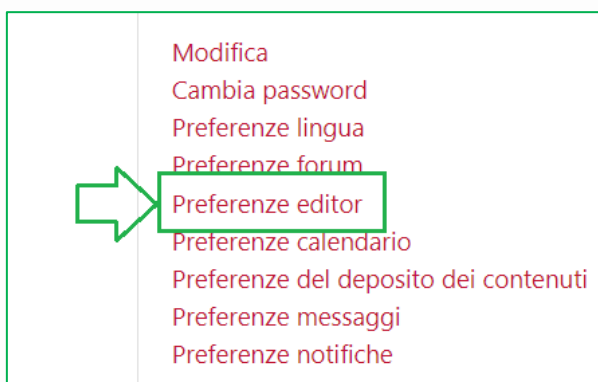 Modifica
Cambia password
Preferenze lingua
Preferenze forum
Preferenze editor
Preferenze calendario
Preferenze del deposito dei contenuti
Preferenze messaggi
Preferenze notifiche